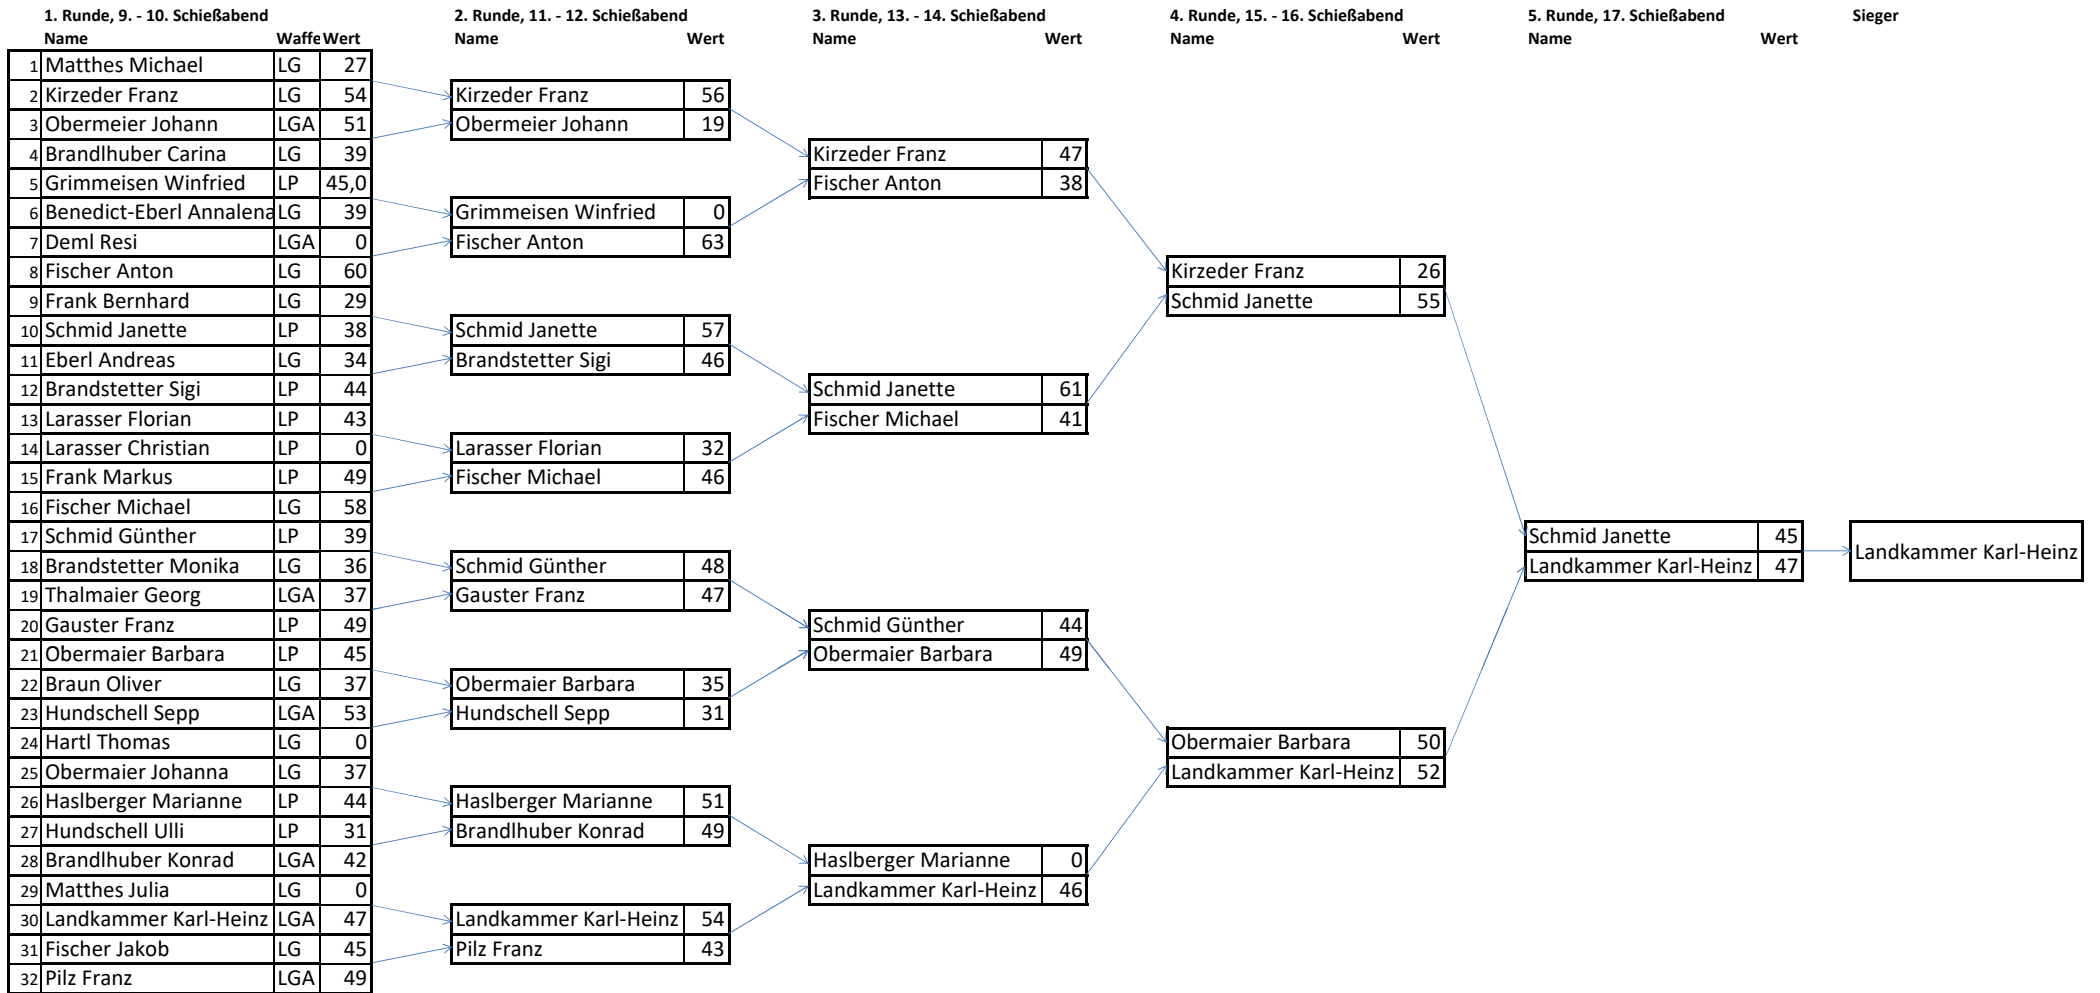 1. Runde, 9. - 10. Schießabend 2. Runde, 11. - 12. Schießabend 3. Runde, 13. - 14. Schießabend 4. Runde, 15. - 16. Schießabend 5. Runde, 17. Schießabend Sieger
Name Waffe Wert Name Wert Name Wert Name Wert Name Wert
1 Matthes Michael LG 27
2 Kirzeder Franz LG 54 Kirzeder Franz 56
3 Obermeier Johann LGA 51 Obermeier Johann 19
4 Brandlhuber Carina LG 39 Kirzeder Franz 47
5 Grimmeisen Winfried LP 45,0 Fischer Anton 38
6 Benedict-Eberl Annalena LG 39 Grimmeisen Winfried 0
7 Deml Resi LGA 0 Fischer Anton 63
8 Fischer Anton LG 60 Kirzeder Franz 26
9 Frank Bernhard LG 29 Schmid Janette 55
10 Schmid Janette LP 38 Schmid Janette 57
11 Eberl Andreas LG 34 Brandstetter Sigi 46
12 Brandstetter Sigi LP 44 Schmid Janette 61
13 Larasser Florian LP 43 Fischer Michael 41
14 Larasser Christian LP 0 Larasser Florian 32
15 Frank Markus LP 49 Fischer Michael 46
16 Fischer Michael LG 58
17 Schmid Günther LP 39 Schmid Janette 45
Landkammer Karl-Heinz
18 Brandstetter Monika LG 36 Schmid Günther 48 Landkammer Karl-Heinz 47
19 Thalmaier Georg LGA 37 Gauster Franz 47
20 Gauster Franz LP 49 Schmid Günther 44
21 Obermaier Barbara LP 45 Obermaier Barbara 49
22 Braun Oliver LG 37 Obermaier Barbara 35
23 Hundschell Sepp LGA 53 Hundschell Sepp 31
24 Hartl Thomas LG 0 Obermaier Barbara 50
25 Obermaier Johanna LG 37 Landkammer Karl-Heinz 52
26 Haslberger Marianne LP 44 Haslberger Marianne 51
27 Hundschell Ulli LP 31 Brandlhuber Konrad 49
28 Brandlhuber Konrad LGA 42 Haslberger Marianne 0
29 Matthes Julia LG 0 Landkammer Karl-Heinz 46
30 Landkammer Karl-Heinz LGA 47 Landkammer Karl-Heinz 54
31 Fischer Jakob LG 45 Pilz Franz 43
32 Pilz Franz LGA 49